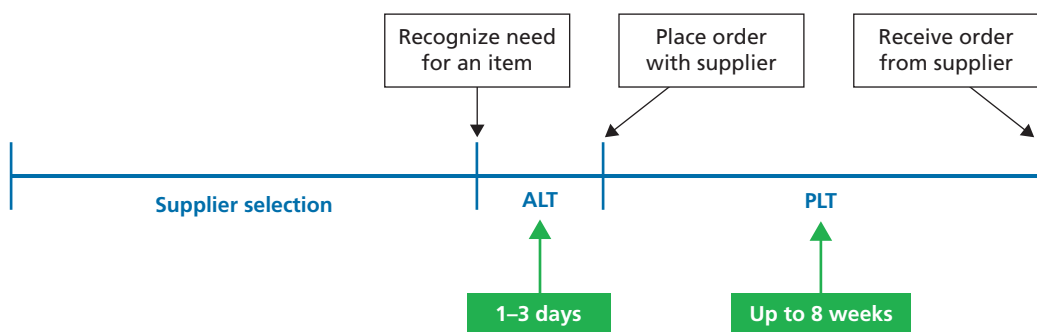 Recognize need
for an item
Place order
with supplier
Receive order
from supplier
Supplier selection
ALT
PLT
1–3 days
Up to 8 weeks